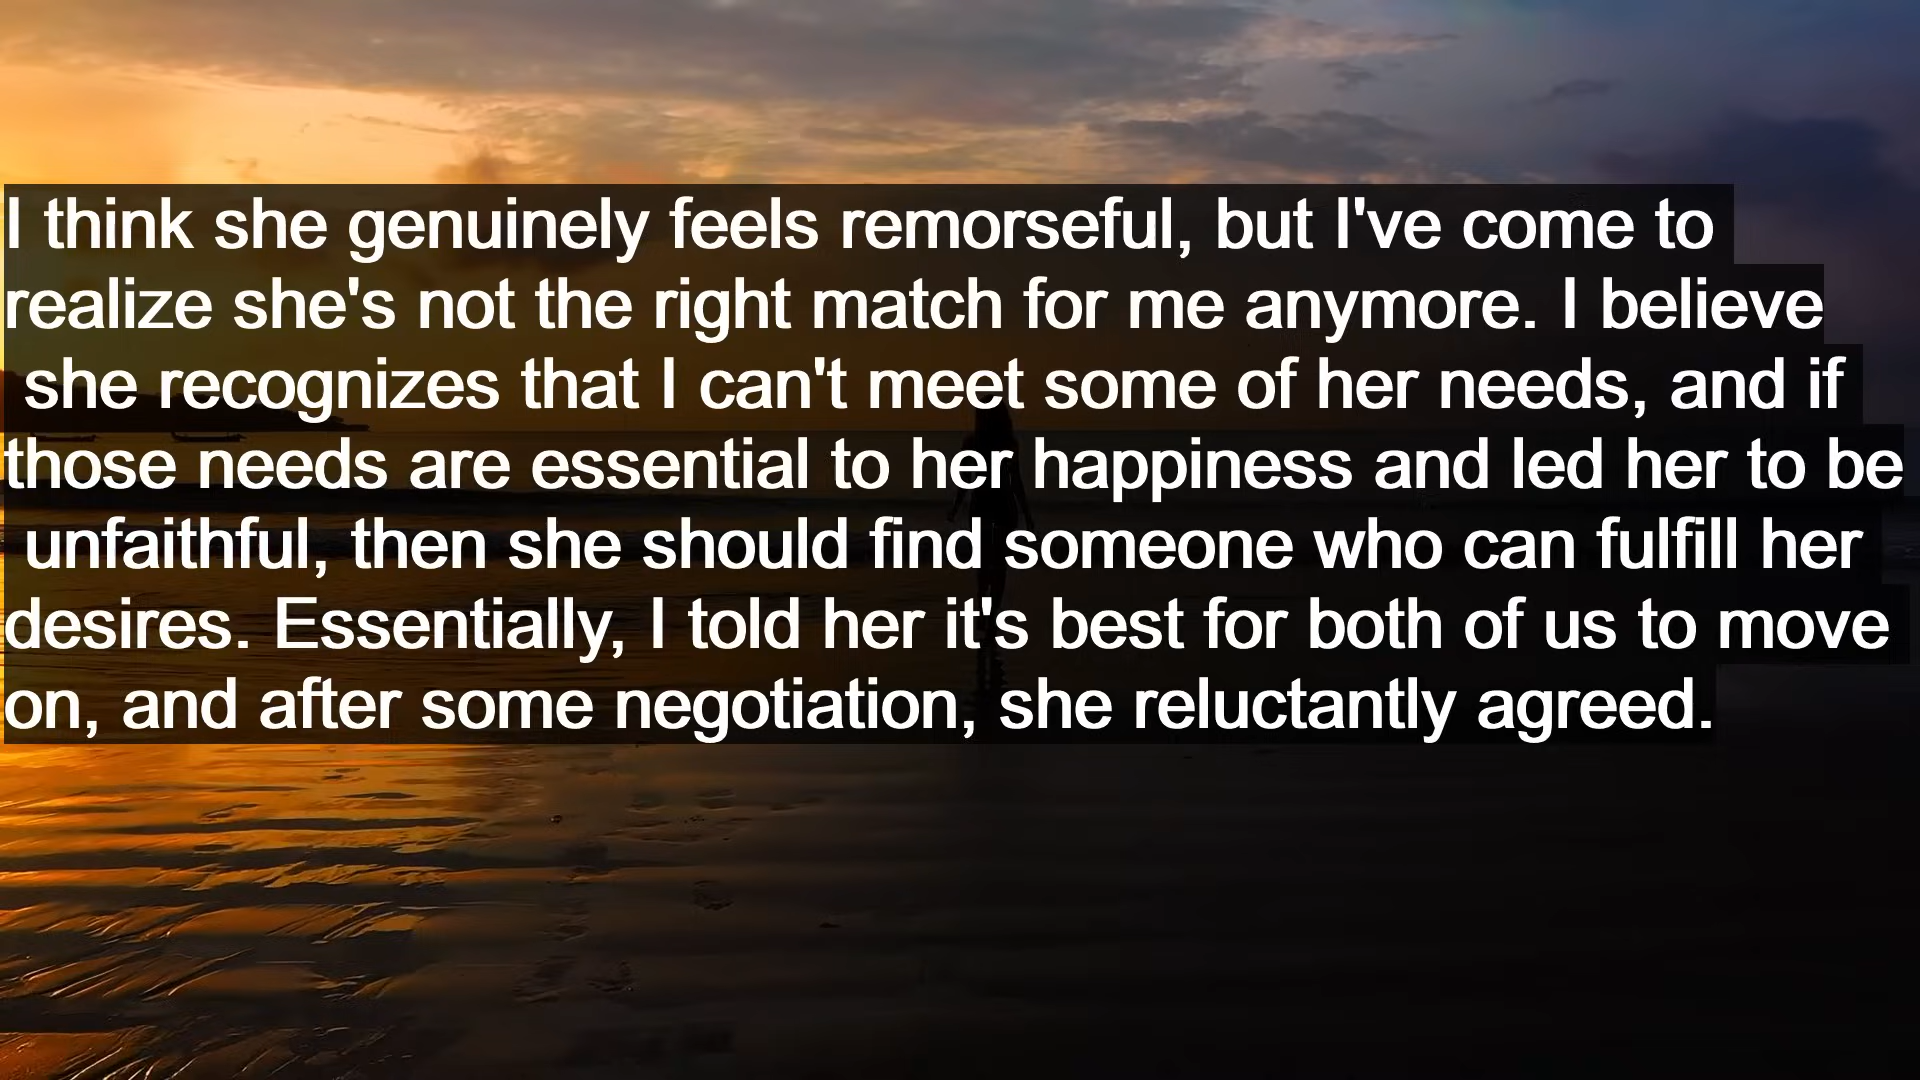 I think she genuinely feels remorseful, but I've come to
realize she's not the right match for me anymore. I believe
she recognizes that I can't meet some of her needs, and if
those needs are essential to her happiness and led her to be
unfaithful, then she should find someone who can fulfill her
desires. Essentially, I told her it's best for both of us to move
on, and after some negotiation, she reluctantly agreed.